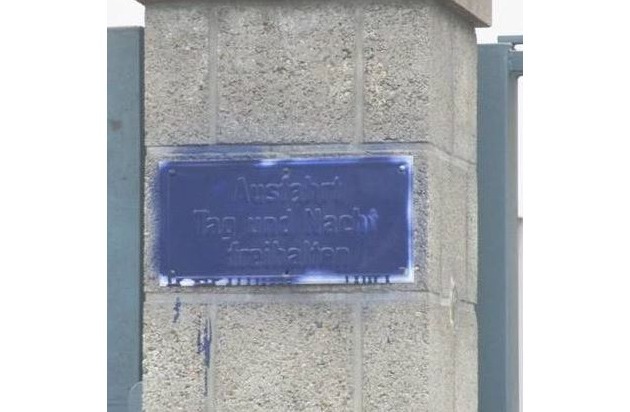 Ausfahrt
Tag und Nacht
freihalten